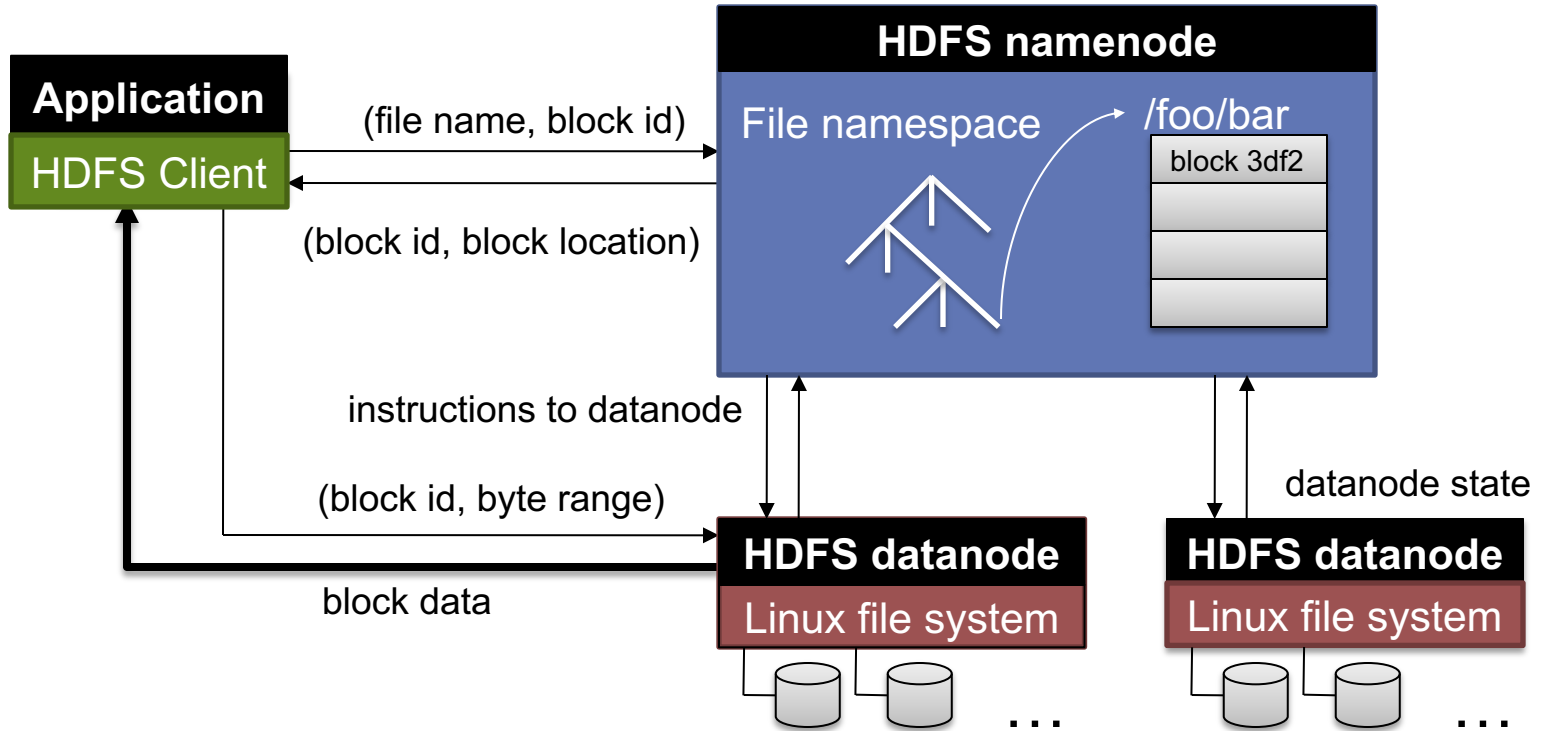 HDFS namenode
Application
HDFS Client
(file name, block id)
(block id, block location)
File namespace
/foo/bar
block 3df2
instructions to datanode
datanode state
(block id, byte range)
block data
HDFS datanode
Linux file system
…
HDFS datanode
Linux file system
…